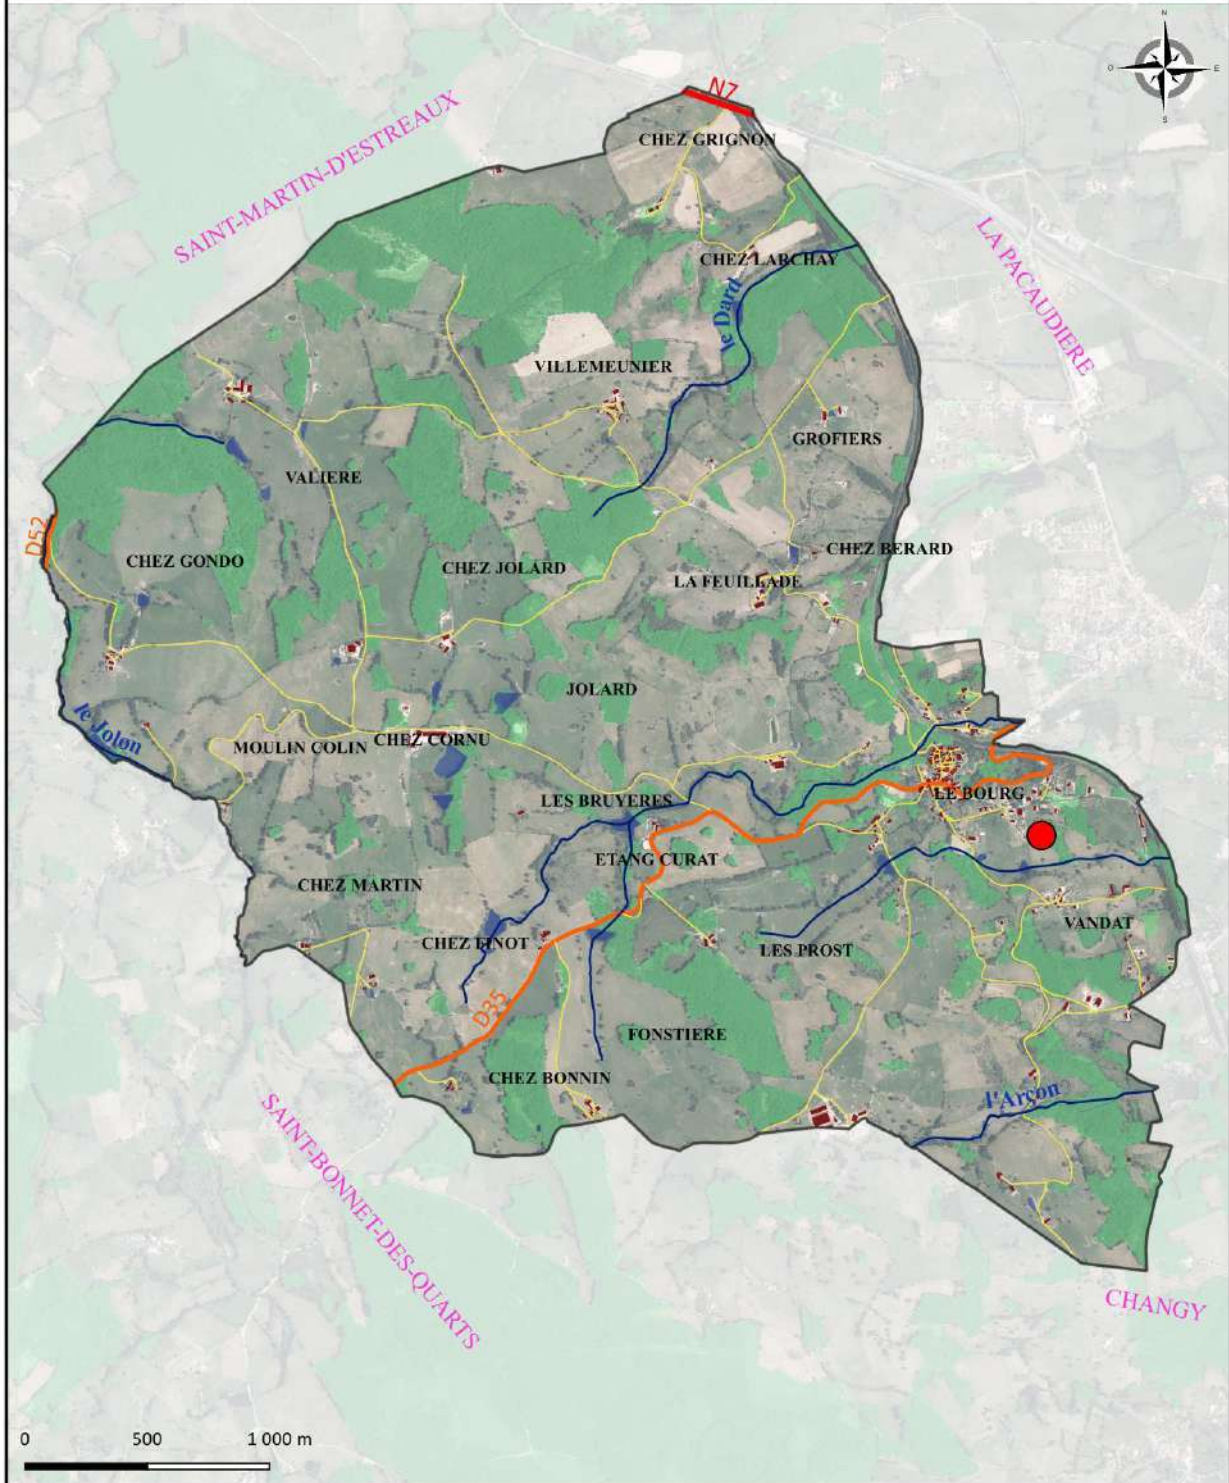 N
O
E
S
N7
CHEZ GRIGNON
SAINT-MARTIN-D'ESTREAUX
LA PACAUDIERE
CHEZ LARCHAY
le Dard
VILLEMEUNIER
GROFIERS
VALIERE
D52
CHEZ GONDO
CHEZ JOLARD
CHEZ BERARD
LA FEUILLADE
JOLARD
le Jolon
MOULIN COLIN
CHEZ CORNU
LES BRUYERES
LE BOURG
ETANG CURAT
CHEZ MARTIN
VANDAT
CHEZ FINOT
LES PROST
D35
FONSTIERE
CHEZ BONNIN
l'Arçon
SAINT-BONNET-DES-QUARTS
CHANGY
0
500
1 000 m